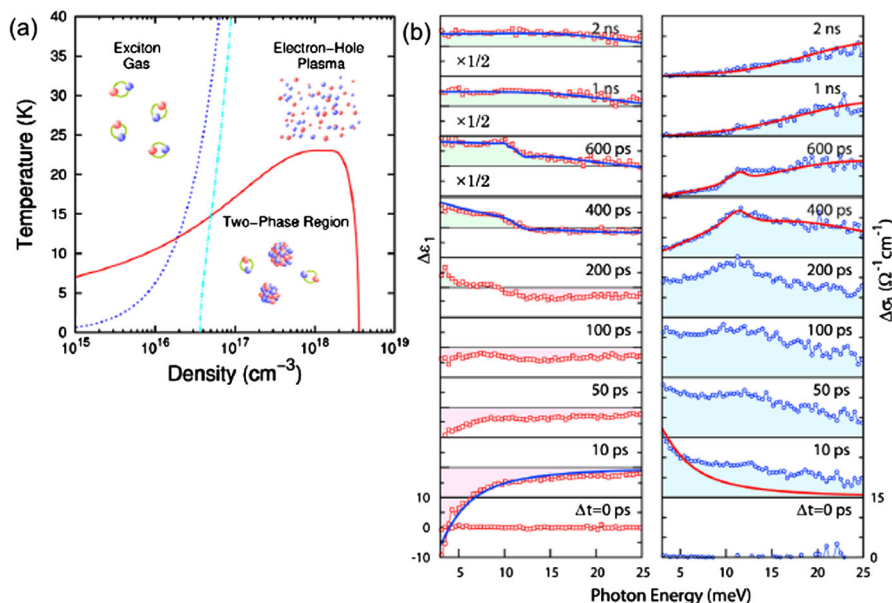 (a)
Temperature (K)
40
35
30
25
20
15
10
5
0
Exciton
Gas
Electron-Hole
Plasma
Two-Phase Region
10^15
10^16
10^17
10^18
10^19
Density (cm⁻³)
(b)
Δε₁
2 ns
×1/2
1 ns
×1/2
600 ps
×1/2
400 ps
200 ps
100 ps
50 ps
10 ps
10
Δt=0 ps
0
-10
5
10
15
20
25
2 ns
1 ns
600 ps
400 ps
200 ps
100 ps
50 ps
10 ps
15
Δt=0 ps
0
5
10
15
20
25
Δσ₁ (Ω⁻¹cm⁻¹)
Photon Energy (meV)